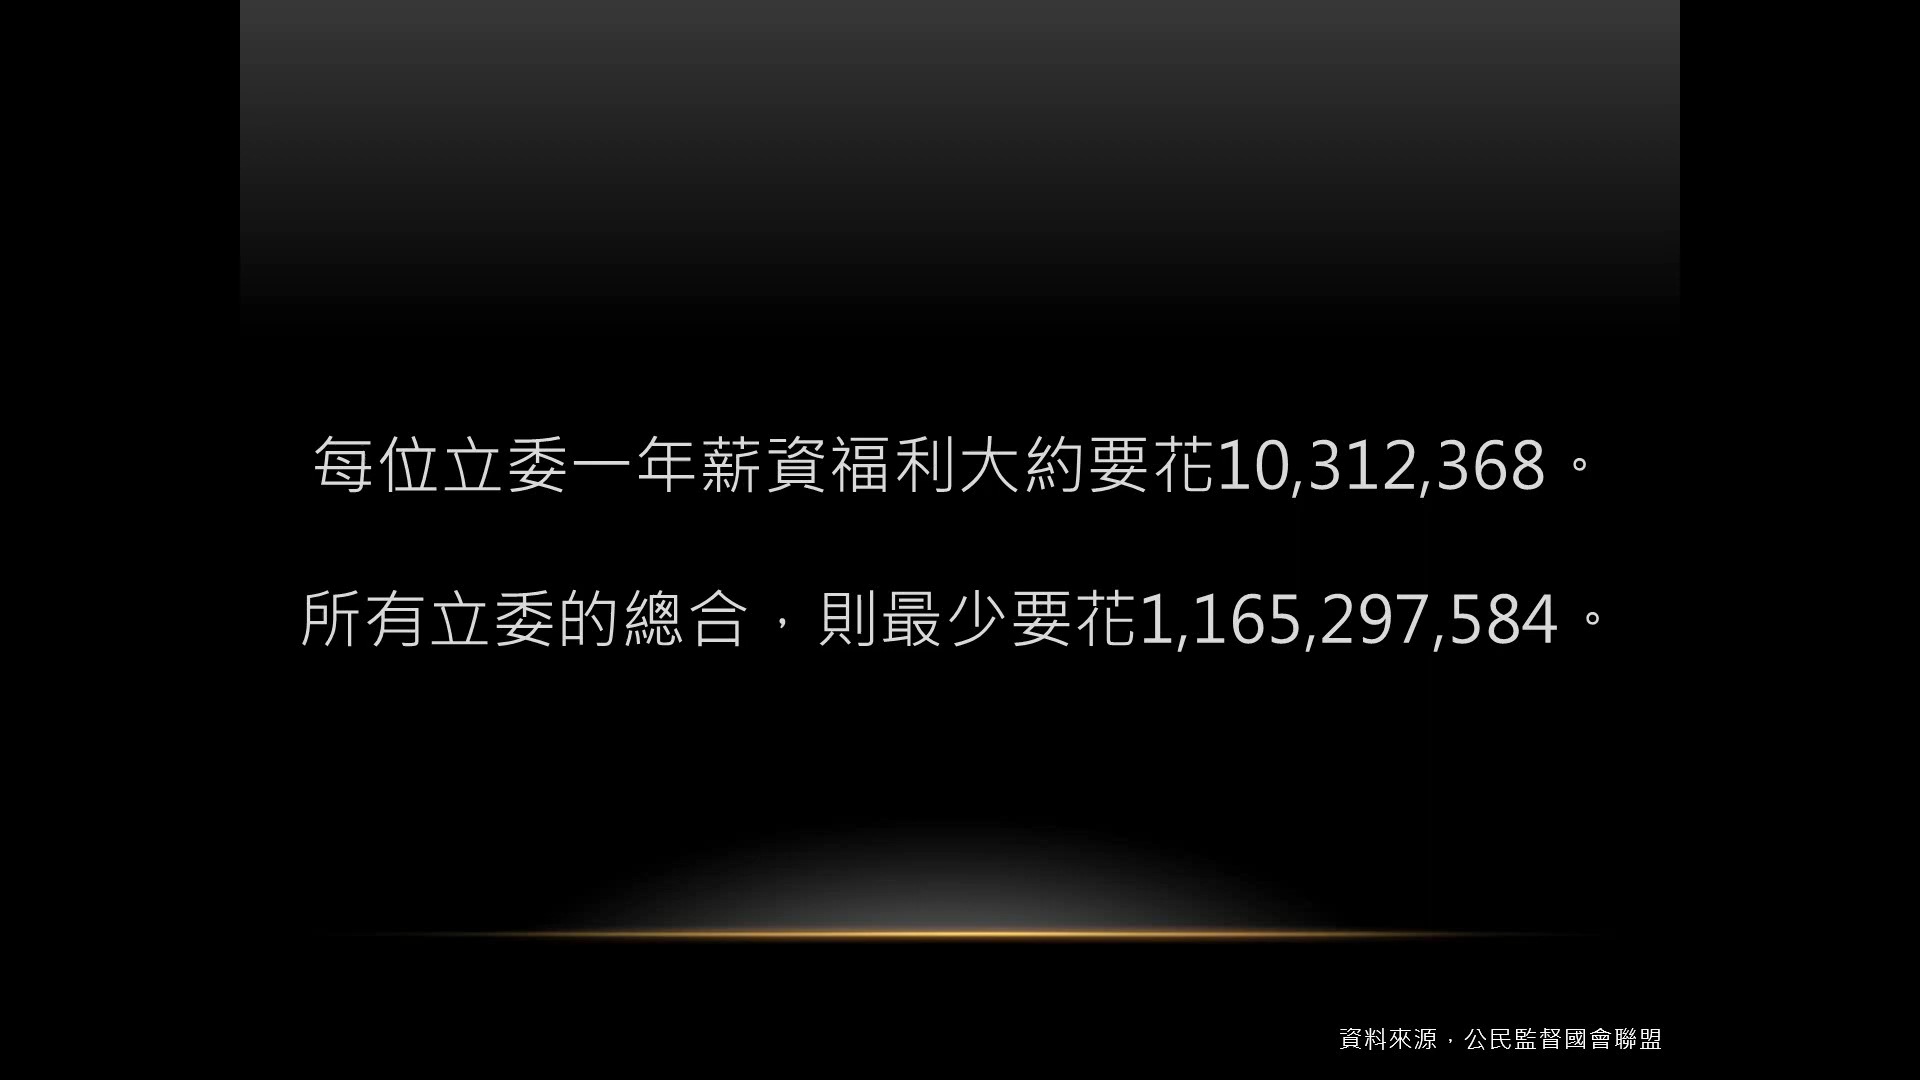 每位立委一年薪資福利大約要花10,312,368。
所有立委的總合，則最少要花1,165,297,584。
資料來源，公民監督國會聯盟